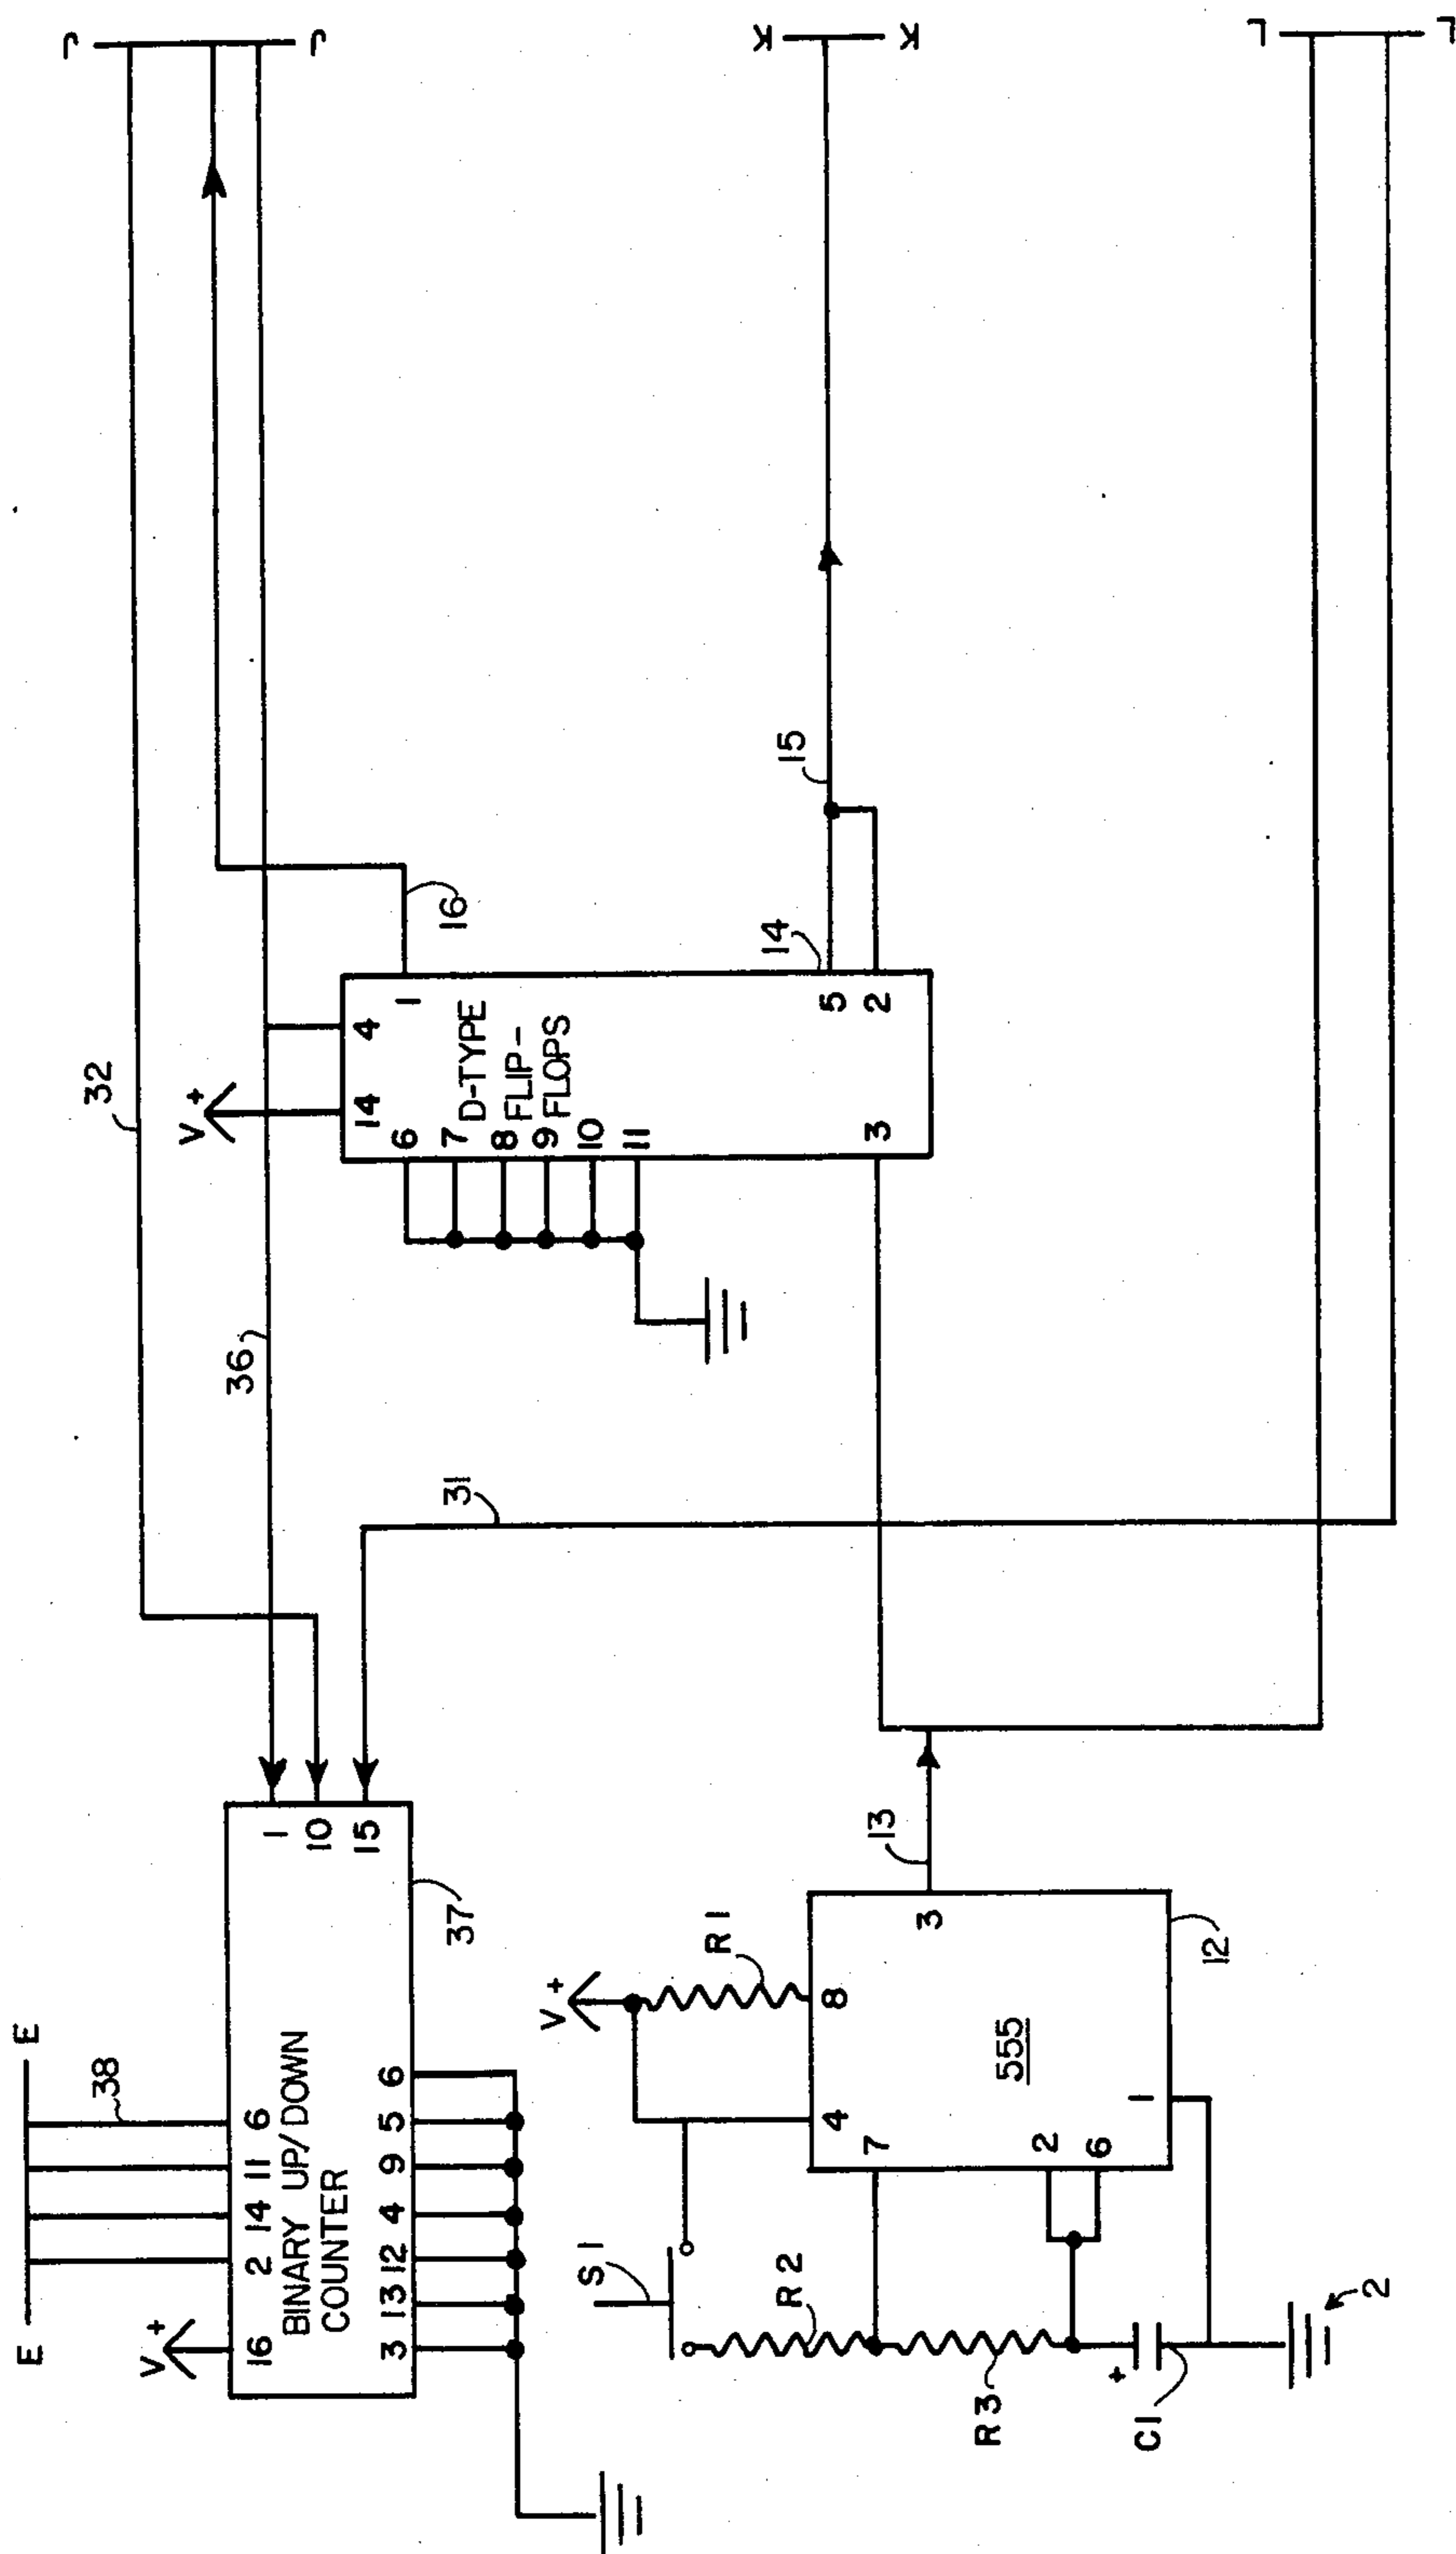 E
E
38
V+
16
2
14
11
6
BINARY UP/DOWN
COUNTER
1
10
15
3
13
12
4
9
5
6
37
32
36
31
J
J
V+
14
4
6
7
8
9
10
11
D-TYPE
FLIP-
FLOPS
1
5
2
3
16
14
15
K
K
S1
V+
R1
R2
R3
C1
4
8
7
2
6
1
3
555
12
13
2
L
L